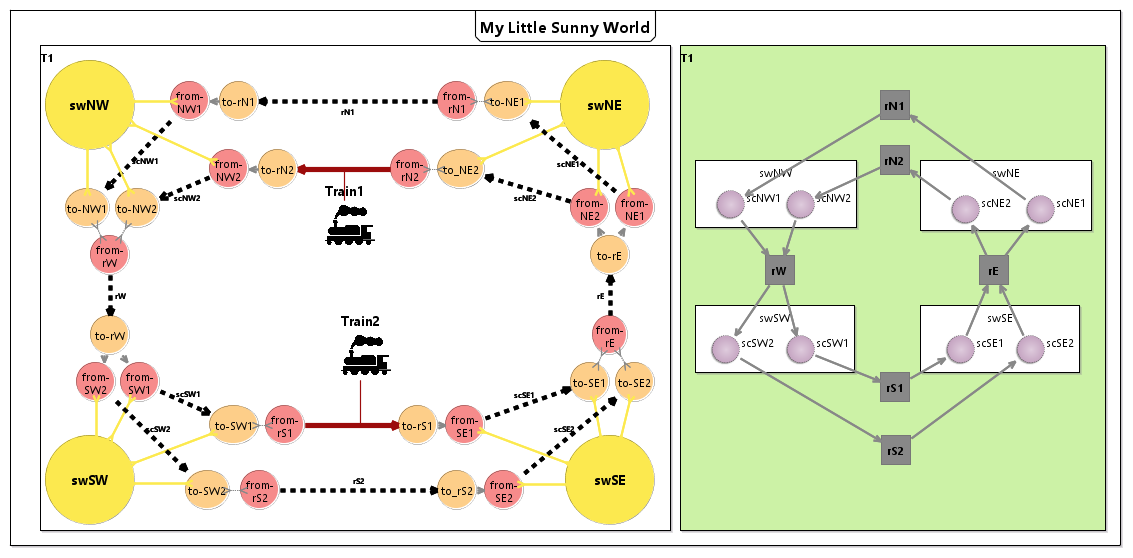 My Little Sunny World
T1
swNW
from-
NW1
to-rN1
rN1
from-
rN1
to-NE1
swNE
scNW1
scNE1
from-
NW2
to-rN2
from-
rN2
to_NE2
Train1
scNW2
scNE2
to-NW1
to-NW2
from-
NE2
from-
NE1
from-
rW
to-rE
rW
rE
to-rW
Train2
from-
rE
from-
SW2
from-
SW1
to-SE1
to-SE2
scSW1
scSE1
scSW2
scSE2
to-SW1
from-
rS1
to-rS1
from-
SE1
swSW
to-SW2
from-
rS2
rS2
to_rS2
from-
SE2
swSE
T1
rN1
rN2
swNW
scNW1
scNW2
swNE
scNE2
scNE1
rW
rE
swSW
scSW2
scSW1
swSE
scSE1
scSE2
rS1
rS2